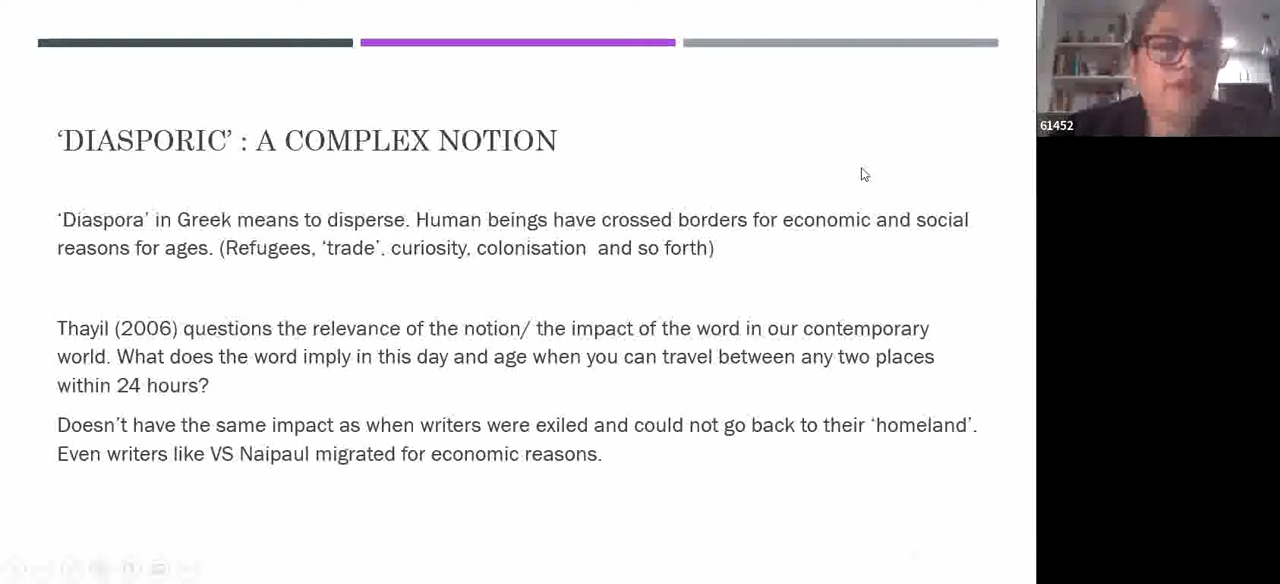 ‘DIASPORIC’ : A COMPLEX NOTION
‘Diaspora’ in Greek means to disperse. Human beings have crossed borders for economic and social
reasons for ages. (Refugees, ‘trade’. curiosity, colonisation and so forth)
Thayil (2006) questions the relevance of the notion/ the impact of the word in our contemporary
world. What does the word imply in this day and age when you can travel between any two places
within 24 hours?
Doesn’t have the same impact as when writers were exiled and could not go back to their ‘homeland’.
Even writers like VS Naipaul migrated for economic reasons.
61452